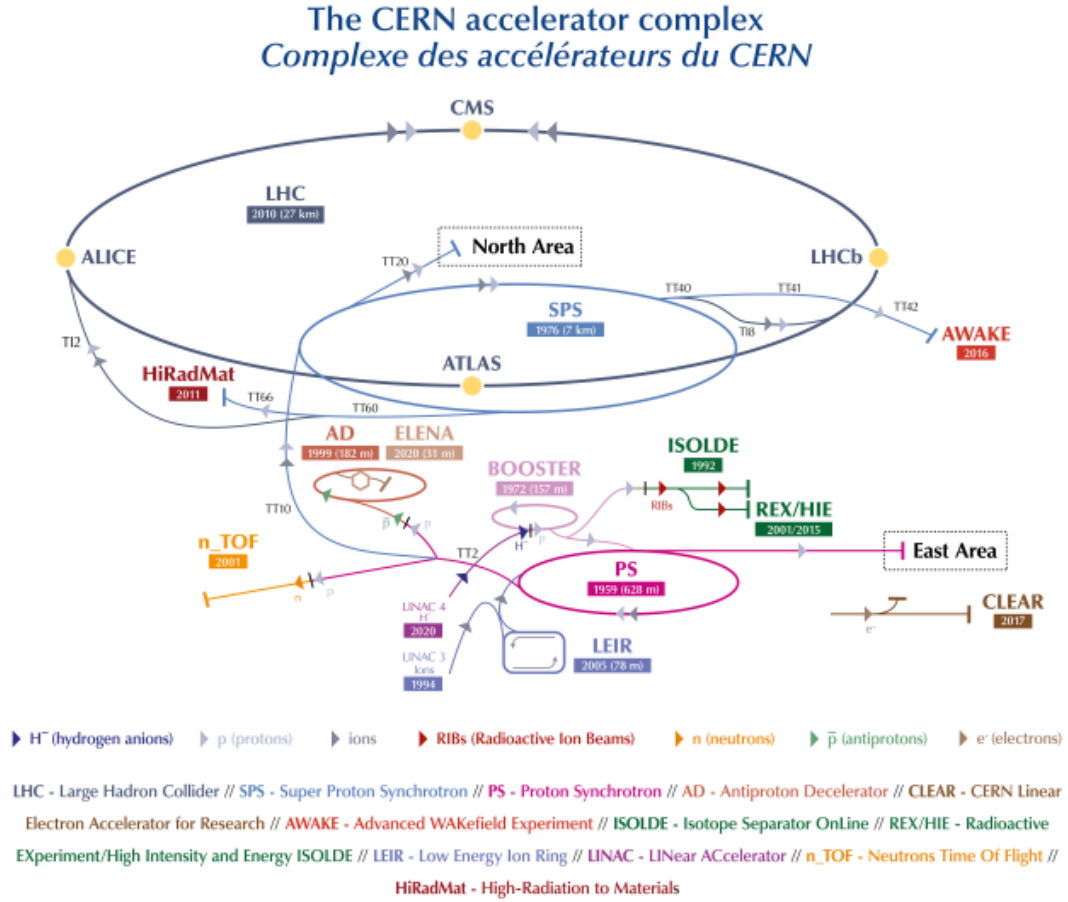 The CERN accelerator complex
Complexe des accélérateurs du CERN
CMS
LHC
2010 (27 km)
ALICE
LHCb
North Area
TT20
TT40
TT41
TT42
SPS
1976 (7 km)
TI8
TI2
AWAKE
2016
ATLAS
HiRadMat
2011
TT66
TT60
AD
1999 (182 m)
ELENA
2020 (31 m)
ISOLDE
1992
BOOSTER
1972 (157 m)
RIBs
REX/HIE
2001/2015
TT10
p̅
p
H⁻
p
East Area
n_TOF
2001
TT2
n
p
PS
1959 (628 m)
LINAC 4
H⁻
2020
CLEAR
2017
e⁻
LEIR
2005 (78 m)
LINAC 3
Ions
1994
H⁻ (hydrogen anions)
p (protons)
ions
RIBs (Radioactive Ion Beams)
n (neutrons)
p̅ (antiprotons)
e⁻ (electrons)
LHC - Large Hadron Collider // SPS - Super Proton Synchrotron // PS - Proton Synchrotron // AD - Antiproton Decelerator // CLEAR - CERN Linear
Electron Accelerator for Research // AWAKE - Advanced WAKefield Experiment // ISOLDE - Isotope Separator OnLine // REX/HIE - Radioactive
EXperiment/High Intensity and Energy ISOLDE // LEIR - Low Energy Ion Ring // LINAC - LINear ACcelerator // n_TOF - Neutrons Time Of Flight //
HiRadMat - High-Radiation to Materials